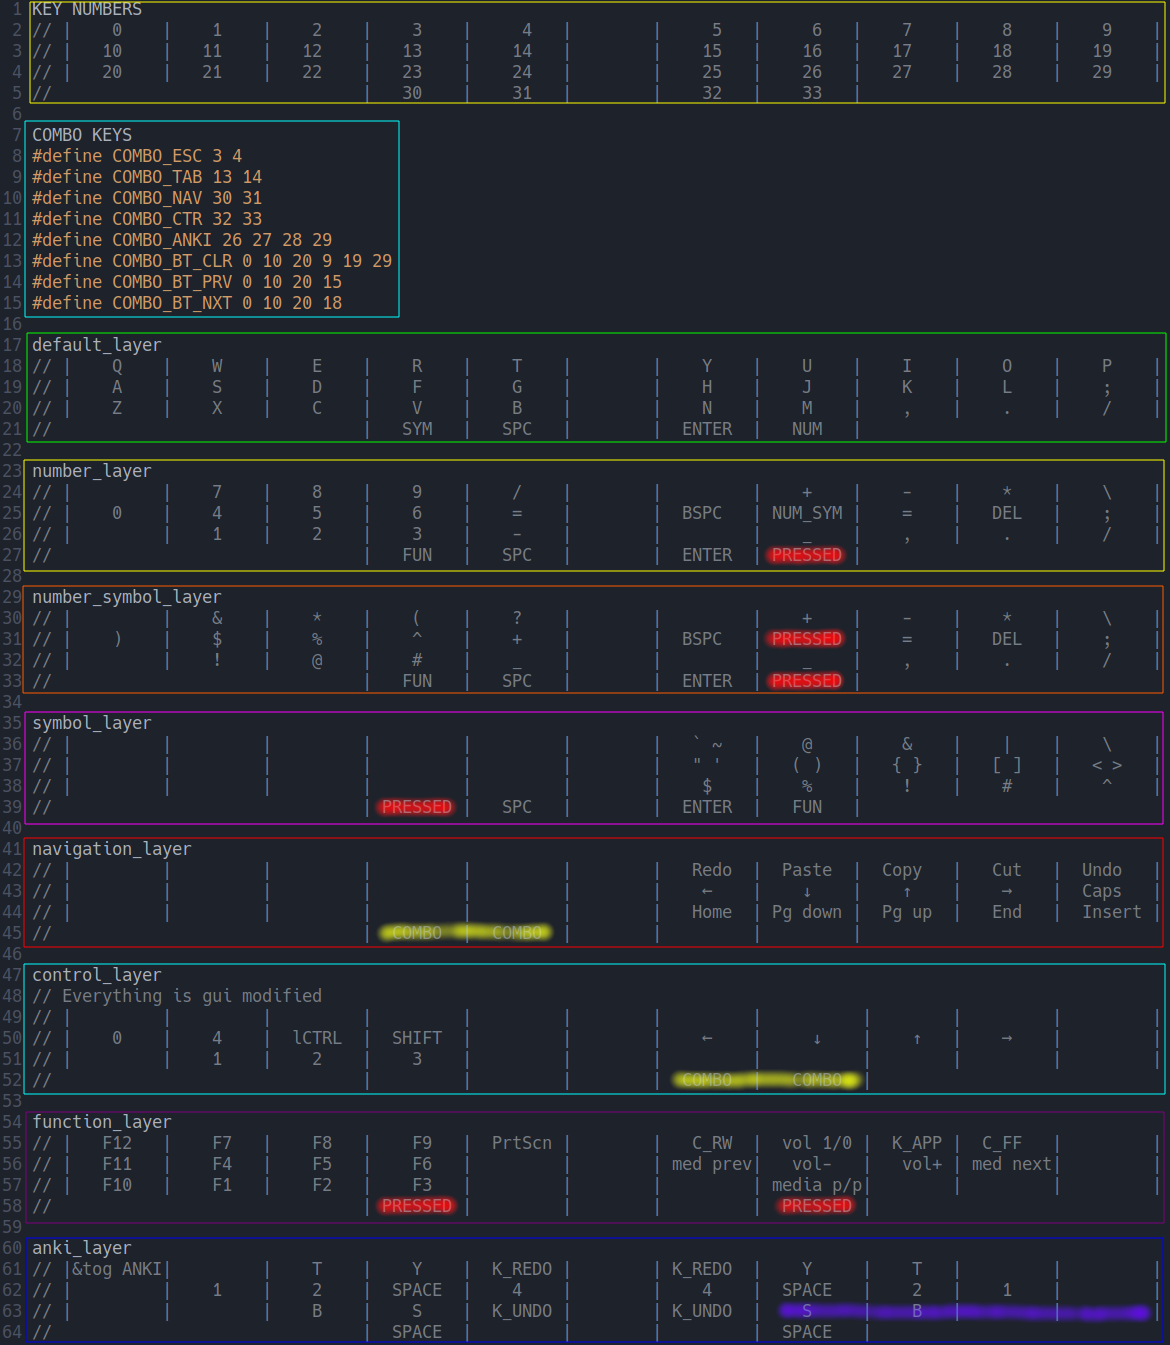 1 KEY NUMBERS
2 // | 0 | 1 | 2 | 3 | 4 | | 5 | 6 | 7 | 8 | 9 |
3 // | 10 | 11 | 12 | 13 | 14 | | 15 | 16 | 17 | 18 | 19 |
4 // | 20 | 21 | 22 | 23 | 24 | | 25 | 26 | 27 | 28 | 29 |
5 // | 30 | 31 | | 32 | 33 |
6
7 COMBO KEYS
8 #define COMBO_ESC 3 4
9 #define COMBO_TAB 13 14
10 #define COMBO_NAV 30 31
11 #define COMBO_CTR 32 33
12 #define COMBO_ANKI 26 27 28 29
13 #define COMBO_BT_CLR 0 10 20 9 19 29
14 #define COMBO_BT_PRV 0 10 20 15
15 #define COMBO_BT_NXT 0 10 20 18
16
17 default_layer
18 // | Q | W | E | R | T | | Y | U | I | O | P |
19 // | A | S | D | F | G | | H | J | K | L | ; |
20 // | Z | X | C | V | B | | N | M | , | . | / |
21 // | SYM | SPC | | ENTER | NUM |
22
23 number_layer
24 // | | 7 | 8 | 9 | / | | | + | - | * | \ |
25 // | 0 | 4 | 5 | 6 | = | | BSPC | NUM_SYM | = | DEL | ; |
26 // | | 1 | 2 | 3 | - | | | _ | , | . | / |
27 // | FUN | SPC | | ENTER | PRESSED |
28
29 number_symbol_layer
30 // | | & | * | ( | ? | | | + | - | * | \ |
31 // | ) | $ | % | ^ | + | | BSPC | PRESSED | = | DEL | ; |
32 // | | ! | @ | # | _ | | | _ | , | . | / |
33 // | FUN | SPC | | ENTER | PRESSED |
34
35 symbol_layer
36 // | | | | | | | ` ~ | @ | & | | | \ |
37 // | | | | | | | " ' | ( ) | { } | [ ] | < > |
38 // | | | | | | | $ | % | ! | # | ^ |
39 // | PRESSED | SPC | | ENTER | FUN |
40
41 navigation_layer
42 // | | | | | | | Redo | Paste | Copy | Cut | Undo |
43 // | | | | | | | ← | ↓ | ↑ | → | Caps |
44 // | | | | | | | Home | Pg down | Pg up | End | Insert |
45 // | COMBO | COMBO | | | |
46
47 control_layer
48 // Everything is gui modified
49 // | | | | | | | | | | | |
50 // | 0 | 4 | lCTRL | SHIFT | | | ← | ↓ | ↑ | → | |
51 // | | 1 | 2 | 3 | | | | | | | |
52 // | | | | COMBO | COMBO |
53
54 function_layer
55 // | F12 | F7 | F8 | F9 | PrtScn | | C_RW | vol 1/0 | K_APP | C_FF | |
56 // | F11 | F4 | F5 | F6 | | | med prev| vol- | vol+ | med next| |
57 // | F10 | F1 | F2 | F3 | | | | media p/p| | | |
58 // | PRESSED | | | | PRESSED |
59
60 anki_layer
61 // |&tog ANKI| | T | Y | K_REDO | | K_REDO | Y | T | | |
62 // | | 1 | 2 | SPACE | 4 | | 4 | SPACE | 2 | 1 | |
63 // | | | B | S | K_UNDO | | K_UNDO | S | B | | |
64 // | SPACE | | | | SPACE |